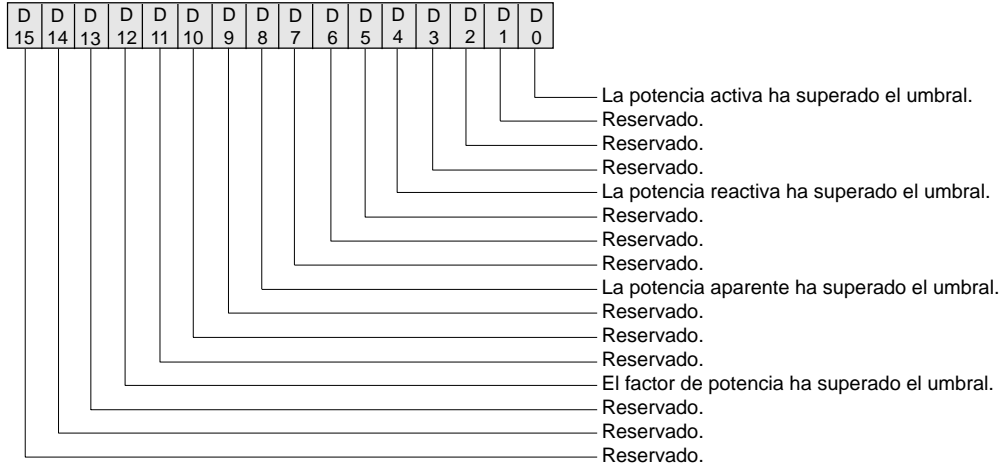 D D D D D D D D D D D D D D D D
15 14 13 12 11 10 9 8 7 6 5 4 3 2 1 0
La potencia activa ha superado el umbral.
Reservado.
Reservado.
Reservado.
La potencia reactiva ha superado el umbral.
Reservado.
Reservado.
Reservado.
La potencia aparente ha superado el umbral.
Reservado.
Reservado.
Reservado.
El factor de potencia ha superado el umbral.
Reservado.
Reservado.
Reservado.